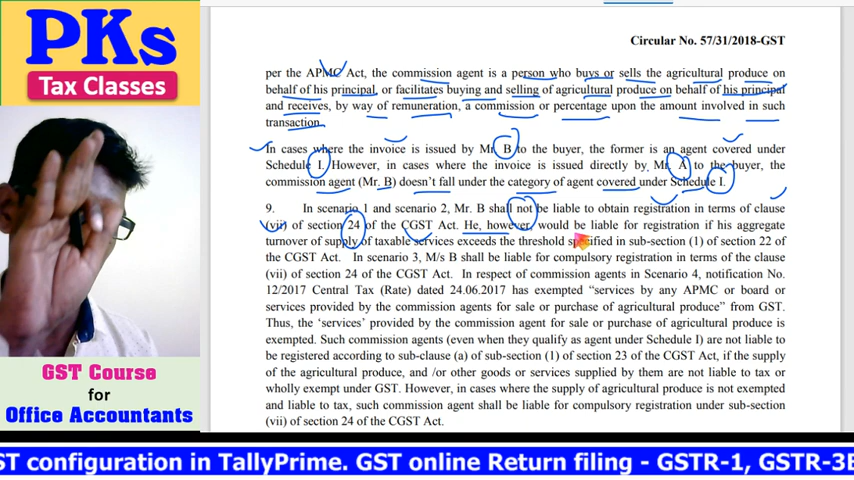 PKs
Tax Classes
GST Course
for
Office Accountants
Circular No. 57/31/2018-GST
per the APMC Act, the commission agent is a person who buys or sells the agricultural produce on
behalf of his principal, or facilitates buying and selling of agricultural produce on behalf of his principal
and receives, by way of remuneration, a commission or percentage upon the amount involved in such
transaction.
In cases where the invoice is issued by Mr. B to the buyer, the former is an agent covered under
Schedule I. However, in cases where the invoice is issued directly by Mr. A to the buyer, the
commission agent (Mr. B) doesn't fall under the category of agent covered under Schedule I.
9. In scenario 1 and scenario 2, Mr. B shall not be liable to obtain registration in terms of clause
(vii) of section 24 of the CGST Act. He, however, would be liable for registration if his aggregate
turnover of supply of taxable services exceeds the threshold specified in sub-section (1) of section 22 of
the CGST Act. In scenario 3, M/s B shall be liable for compulsory registration in terms of the clause
(vii) of section 24 of the CGST Act. In respect of commission agents in Scenario 4, notification No.
12/2017 Central Tax (Rate) dated 24.06.2017 has exempted “services by any APMC or board or
services provided by the commission agents for sale or purchase of agricultural produce” from GST.
Thus, the ‘services’ provided by the commission agent for sale or purchase of agricultural produce is
exempted. Such commission agents (even when they qualify as agent under Schedule I) are not liable to
be registered according to sub-clause (a) of sub-section (1) of section 23 of the CGST Act, if the supply
of the agricultural produce, and /or other goods or services supplied by them are not liable to tax or
wholly exempt under GST. However, in cases where the supply of agricultural produce is not exempted
and liable to tax, such commission agent shall be liable for compulsory registration under sub-section
(vii) of section 24 of the CGST Act.
ST configuration in TallyPrime. GST online Return filing - GSTR-1, GSTR-3B